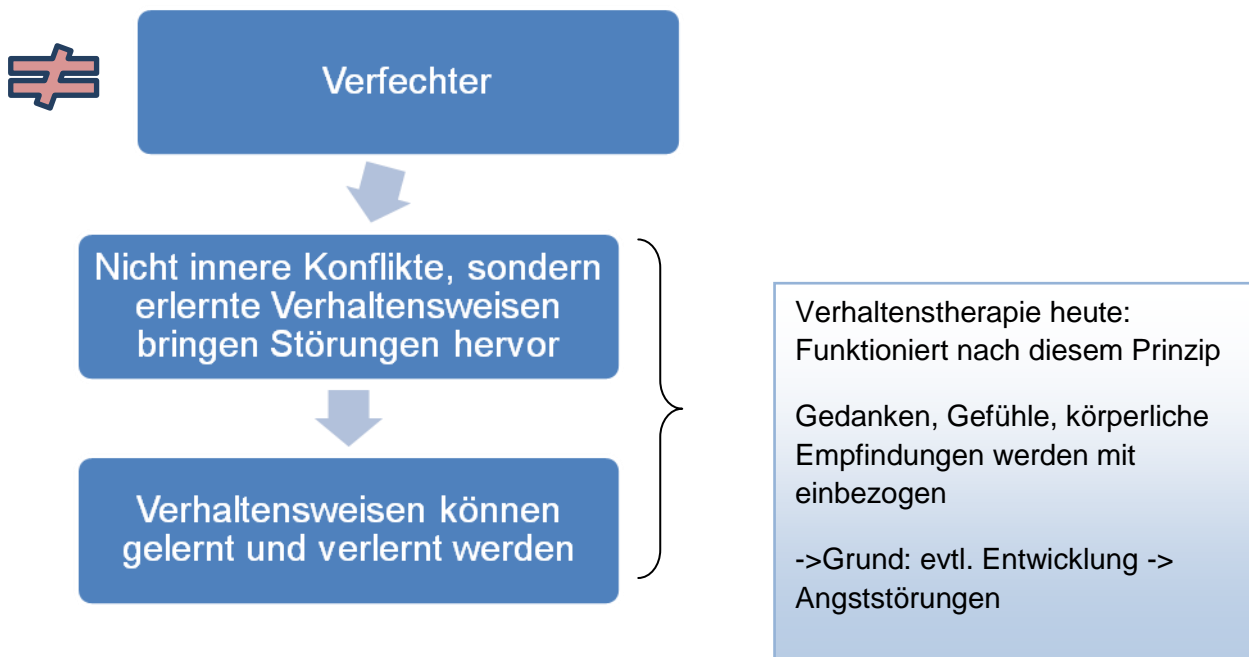 Verfechter
Nicht innere Konflikte, sondern
erlernte Verhaltensweisen
bringen Störungen hervor
Verhaltensweisen können
gelernt und verlernt werden
Verhaltenstherapie heute:
Funktioniert nach diesem Prinzip
Gedanken, Gefühle, körperliche
Empfindungen werden mit
einbezogen
->Grund: evtl. Entwicklung ->
Angststörungen